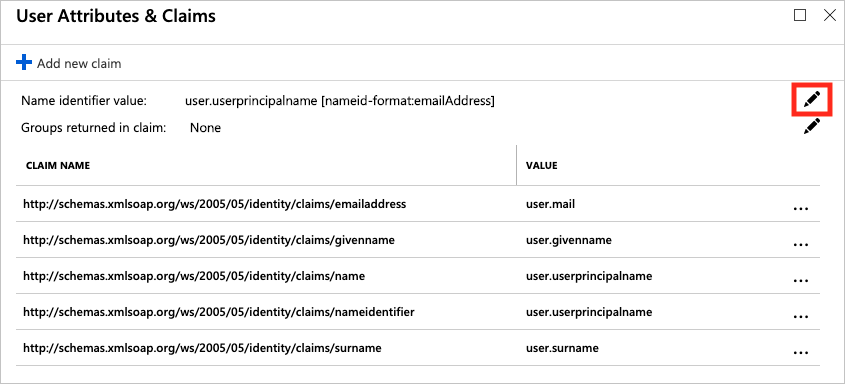 User Attributes & Claims
Add new claim
Name identifier value: user.userprincipalname [nameid-format:emailAddress]
Groups returned in claim: None
CLAIM NAME VALUE
http://schemas.xmlsoap.org/ws/2005/05/identity/claims/emailaddress user.mail
http://schemas.xmlsoap.org/ws/2005/05/identity/claims/givenname user.givenname
http://schemas.xmlsoap.org/ws/2005/05/identity/claims/name user.userprincipalname
http://schemas.xmlsoap.org/ws/2005/05/identity/claims/nameidentifier user.userprincipalname
http://schemas.xmlsoap.org/ws/2005/05/identity/claims/surname user.surname